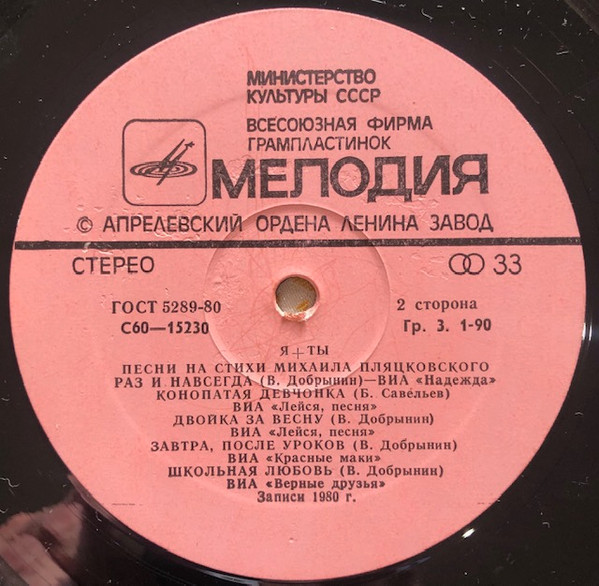 МИНИСТЕРСТВО
КУЛЬТУРЫ СССР
ВСЕСОЮЗНАЯ ФИРМА
ГРАМПЛАСТИНОК
МЕЛОДИЯ
© АПРЕЛЕВСКИЙ ОРДЕНА ЛЕНИНА ЗАВОД
СТЕРЕО 33
ГОСТ 5289-80 2 сторона
С60—15230 Гр. 3. 1-90
Я+ТЫ
ПЕСНИ НА СТИХИ МИХАИЛА ПЛЯЦКОВСКОГО
РАЗ И НАВСЕГДА (В. Добрынин)—ВИА «Надежда»
КОНОПАТАЯ ДЕВЧОНКА (Б. Савельев)
ВИА «Лейся, песня»
ДВОЙКА ЗА ВЕСНУ (В. Добрынин)
ВИА «Лейся, песня»
ЗАВТРА, ПОСЛЕ УРОКОВ (В. Добрынин)
ВИА «Красные маки»
ШКОЛЬНАЯ ЛЮБОВЬ (В. Добрынин)
ВИА «Верные друзья»
Записи 1980 г.